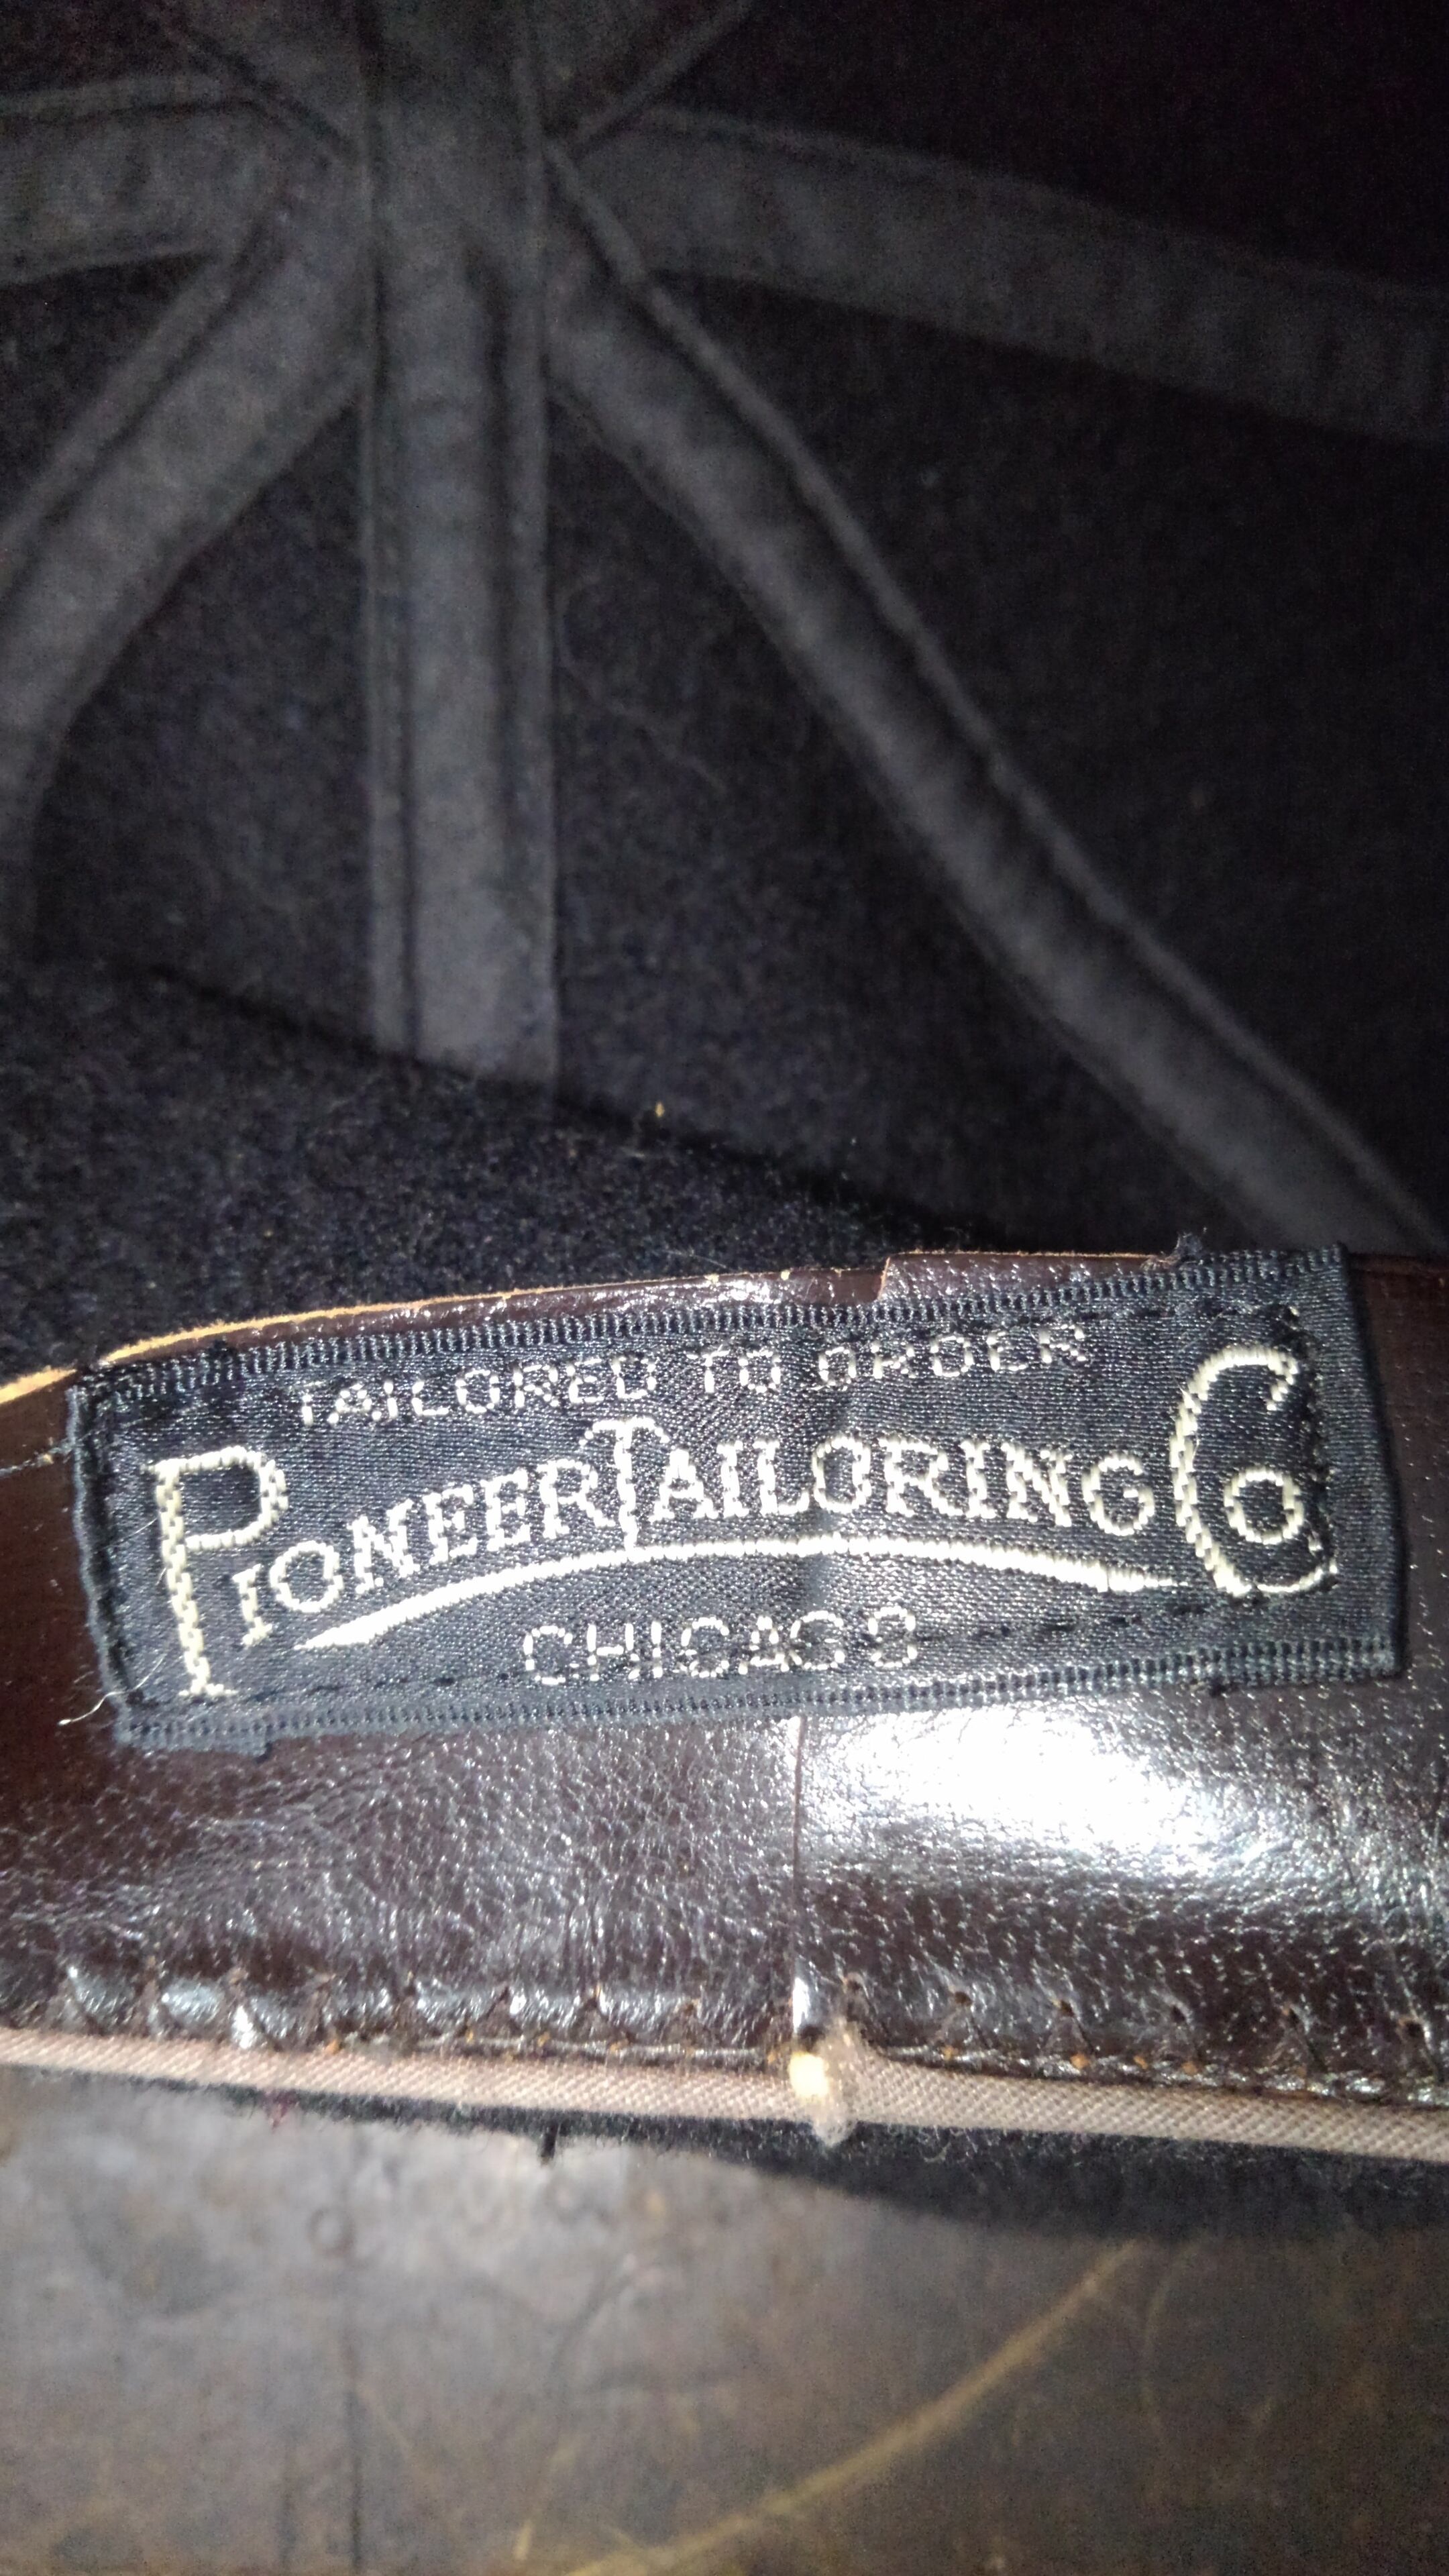 TAILORED TO ORDER
PIONEER TAILORING CO
CHICAGO